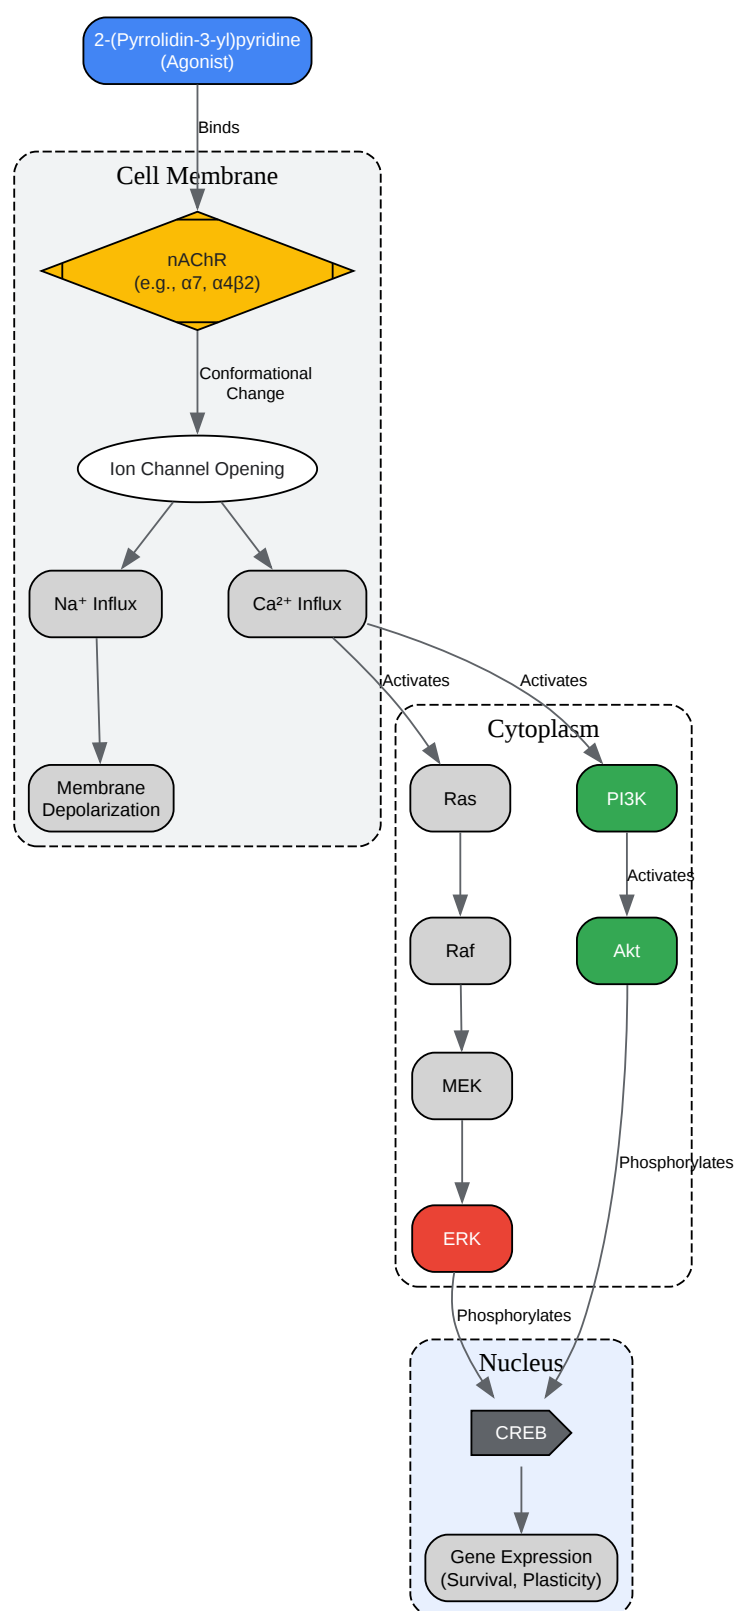 2-(Pyrrolidin-3-yl)pyridine
(Agonist)
Binds
Cell Membrane
nAChR
(e.g., α7, α4β2)
Conformational
Change
Ion Channel Opening
Na⁺ Influx
Ca²⁺ Influx
Activates
Activates
Cytoplasm
Membrane
Depolarization
Ras
PI3K
Activates
Raf
Akt
MEK
Phosphorylates
ERK
Phosphorylates
Nucleus
CREB
Gene Expression
(Survival, Plasticity)